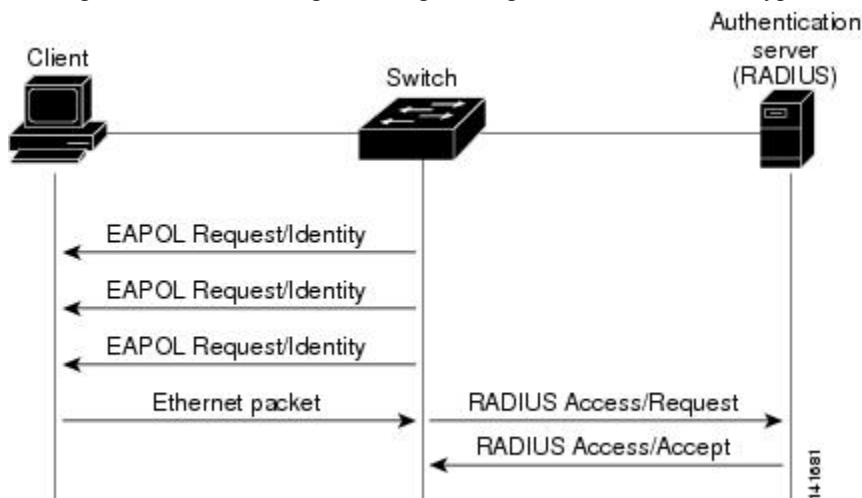 Authentication
server
(RADIUS)
Client
Switch
EAPOL Request/Identity
EAPOL Request/Identity
EAPOL Request/Identity
Ethernet packet
RADIUS Access/Request
RADIUS Access/Accept
141681